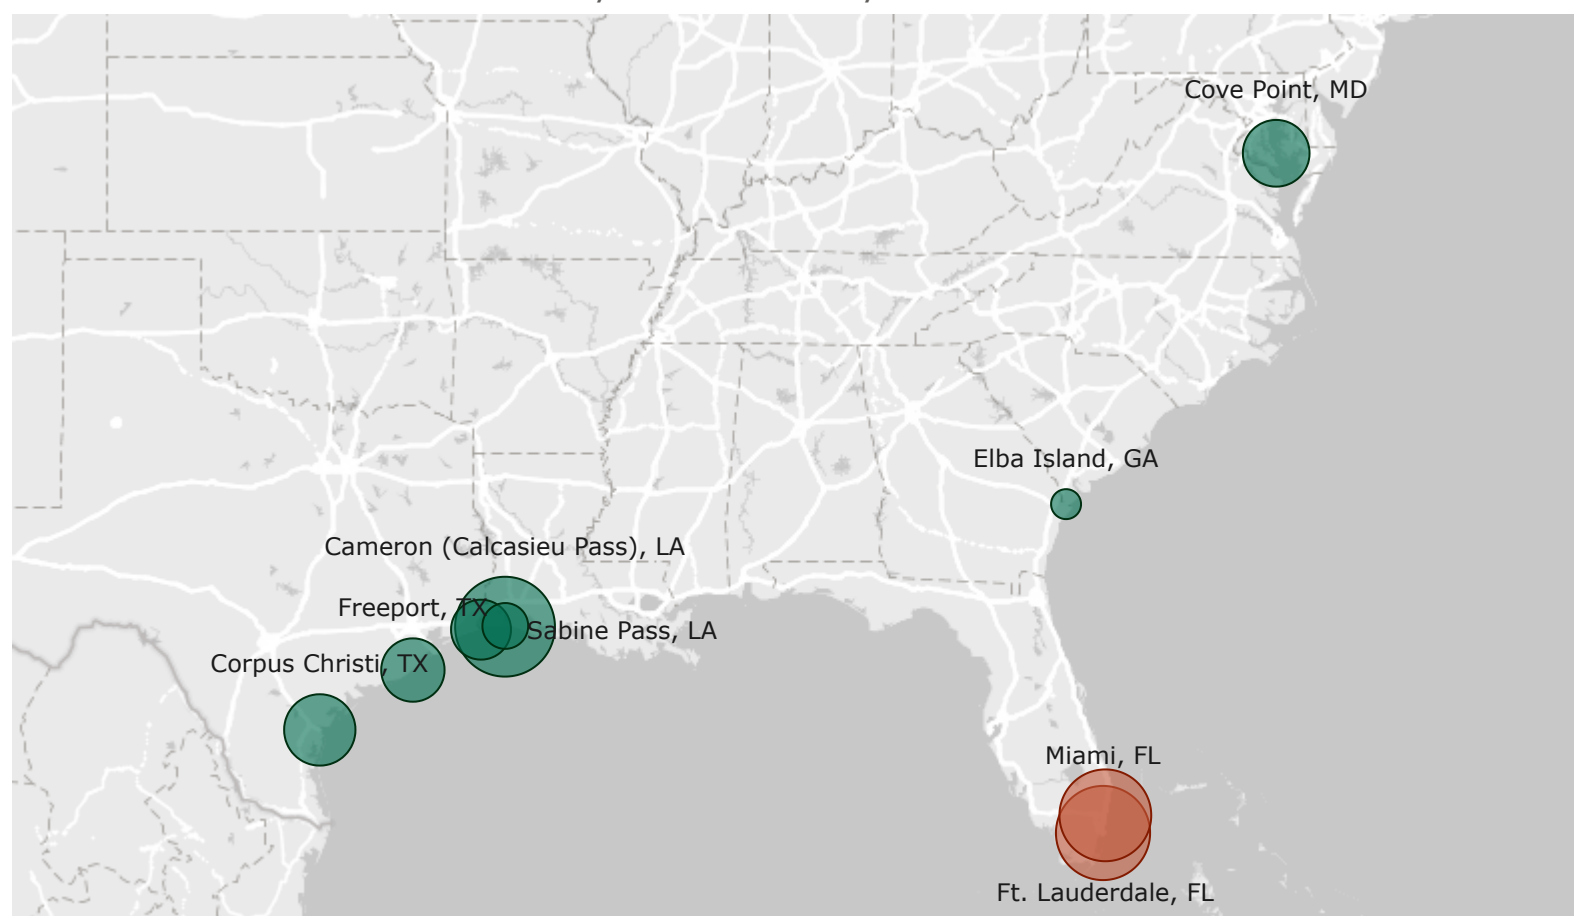 Cove Point, MD
Elba Island, GA
Cameron (Calcasieu Pass), LA
Freeport, TX
Sabine Pass, LA
Corpus Christi, TX
Miami, FL
Ft. Lauderdale, FL